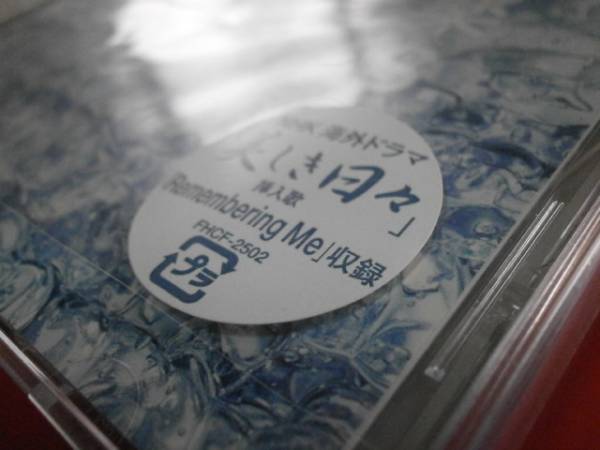 NHK海外ドラマ
美しき日々」
挿入歌
「Remembering Me」収録
FHCF-2502
プラ